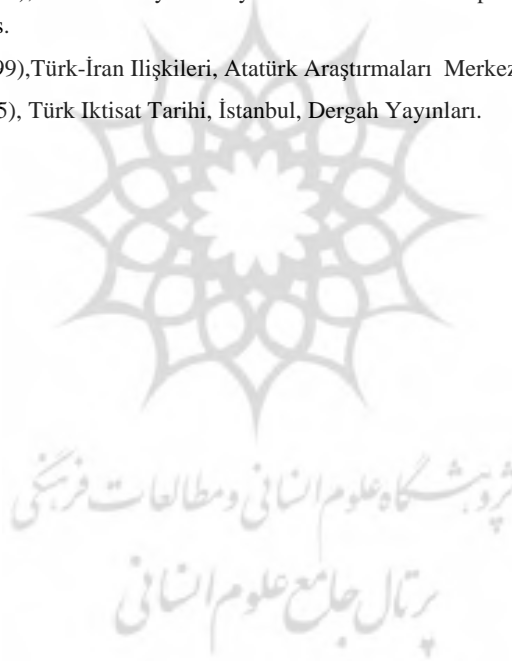 s.
99),Türk-İran Ilişkileri, Atatürk Araştırmaları Merkez
5), Türk Iktisat Tarihi, İstanbul, Dergah Yayınları.
پژوهشگاه علوم انسانی و مطالعات فرهنگی
پرتال جامع علوم انسانی